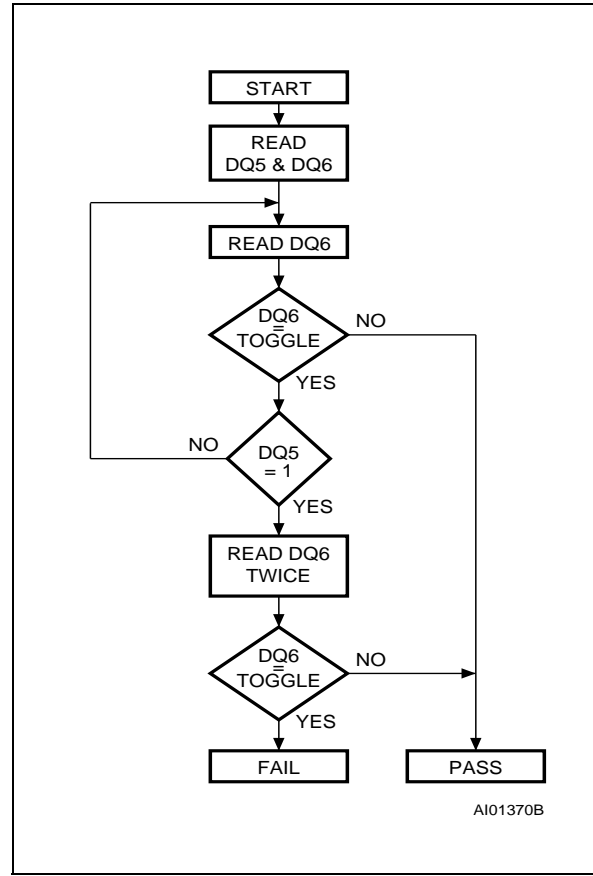 START
READ
DQ5 & DQ6
READ DQ6
DQ6
=
TOGGLE
NO
YES
NO
DQ5
= 1
YES
READ DQ6
TWICE
DQ6
=
TOGGLE
NO
YES
FAIL
PASS
AI01370B